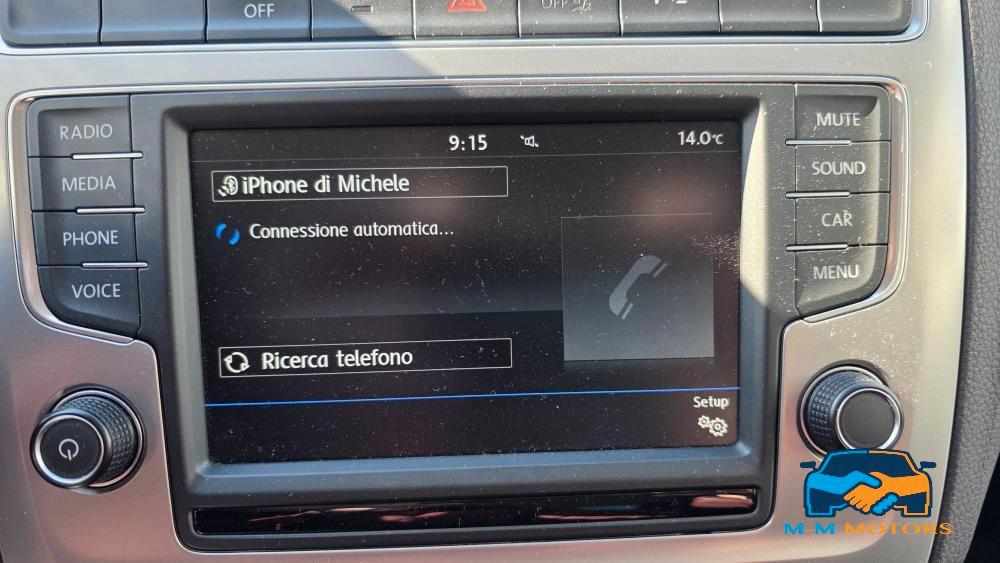 OFF
OFF
RADIO
MEDIA
PHONE
VOICE
9:15
14.0°C
iPhone di Michele
Connessione automatica...
Ricerca telefono
Setup
MUTE
SOUND
CAR
MENU
M-M MOTORS